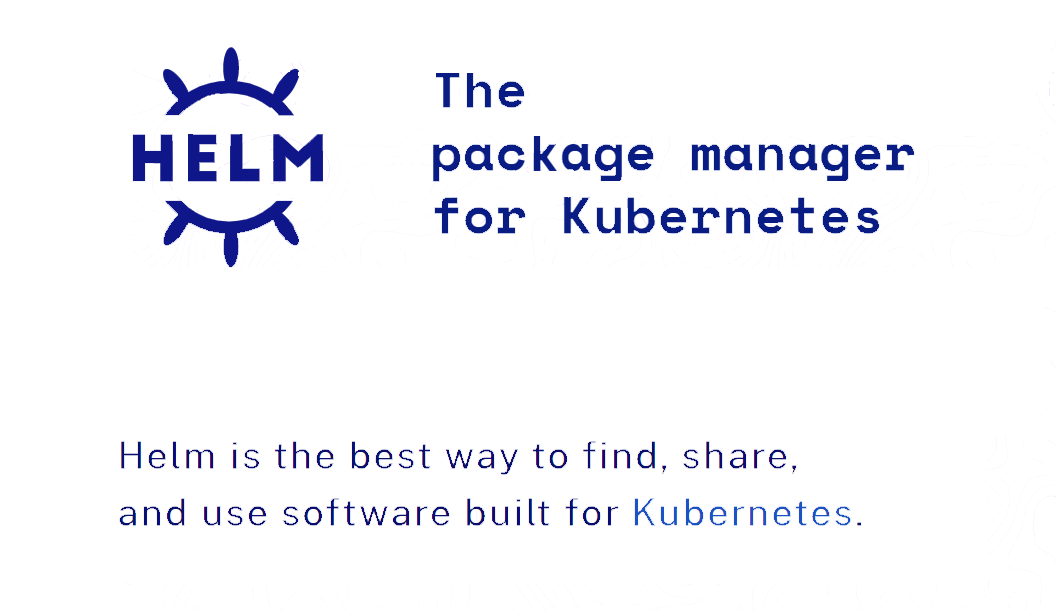 HELM
The
package manager
for Kubernetes
Helm is the best way to find, share,
and use software built for Kubernetes.